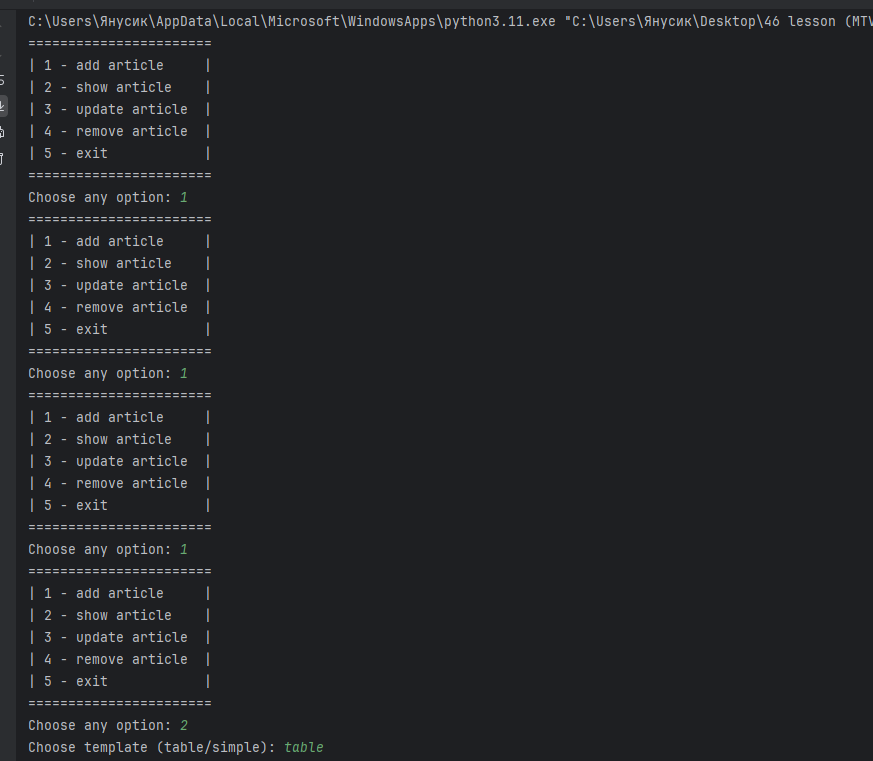 C:\Users\Янусик\AppData\Local\Microsoft\WindowsApps\python3.11.exe "C:\Users\Янусик\Desktop\46 lesson (MTV
=======================
| 1 - add article     |
| 2 - show article    |
| 3 - update article  |
| 4 - remove article  |
| 5 - exit            |
=======================
Choose any option: 1
=======================
| 1 - add article     |
| 2 - show article    |
| 3 - update article  |
| 4 - remove article  |
| 5 - exit            |
=======================
Choose any option: 1
=======================
| 1 - add article     |
| 2 - show article    |
| 3 - update article  |
| 4 - remove article  |
| 5 - exit            |
=======================
Choose any option: 1
=======================
| 1 - add article     |
| 2 - show article    |
| 3 - update article  |
| 4 - remove article  |
| 5 - exit            |
=======================
Choose any option: 2
Choose template (table/simple): table